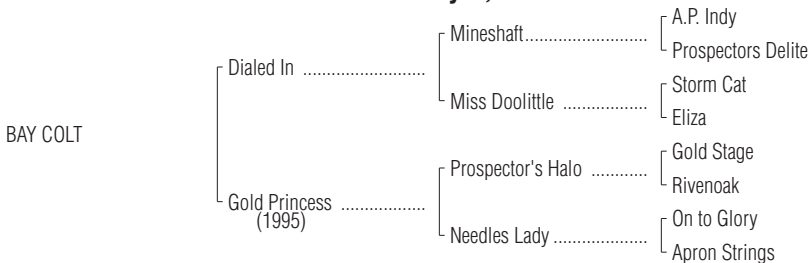 A.P. Indy
Mineshaft
Prospectors Delite
Dialed In
Storm Cat
Miss Doolittle
Eliza
BAY COLT
Gold Stage
Prospector's Halo
Rivenoak
Gold Princess
(1995)
On to Glory
Needles Lady
Apron Strings